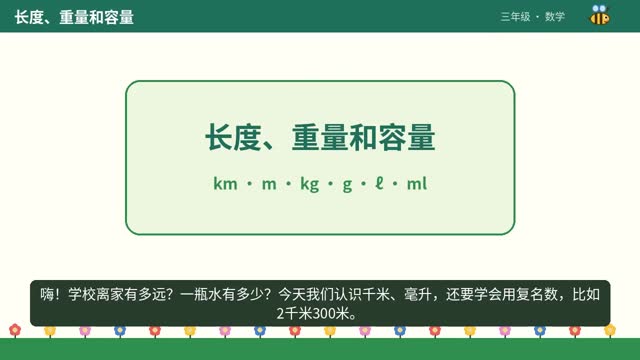 长度、重量和容量
三年级 · 数学
长度、重量和容量
km · m · kg · g · ℓ · ml
嗨！学校离家有多远？一瓶水有多少？今天我们认识千米、毫升，还要学会用复名数，比如
2千米300米。